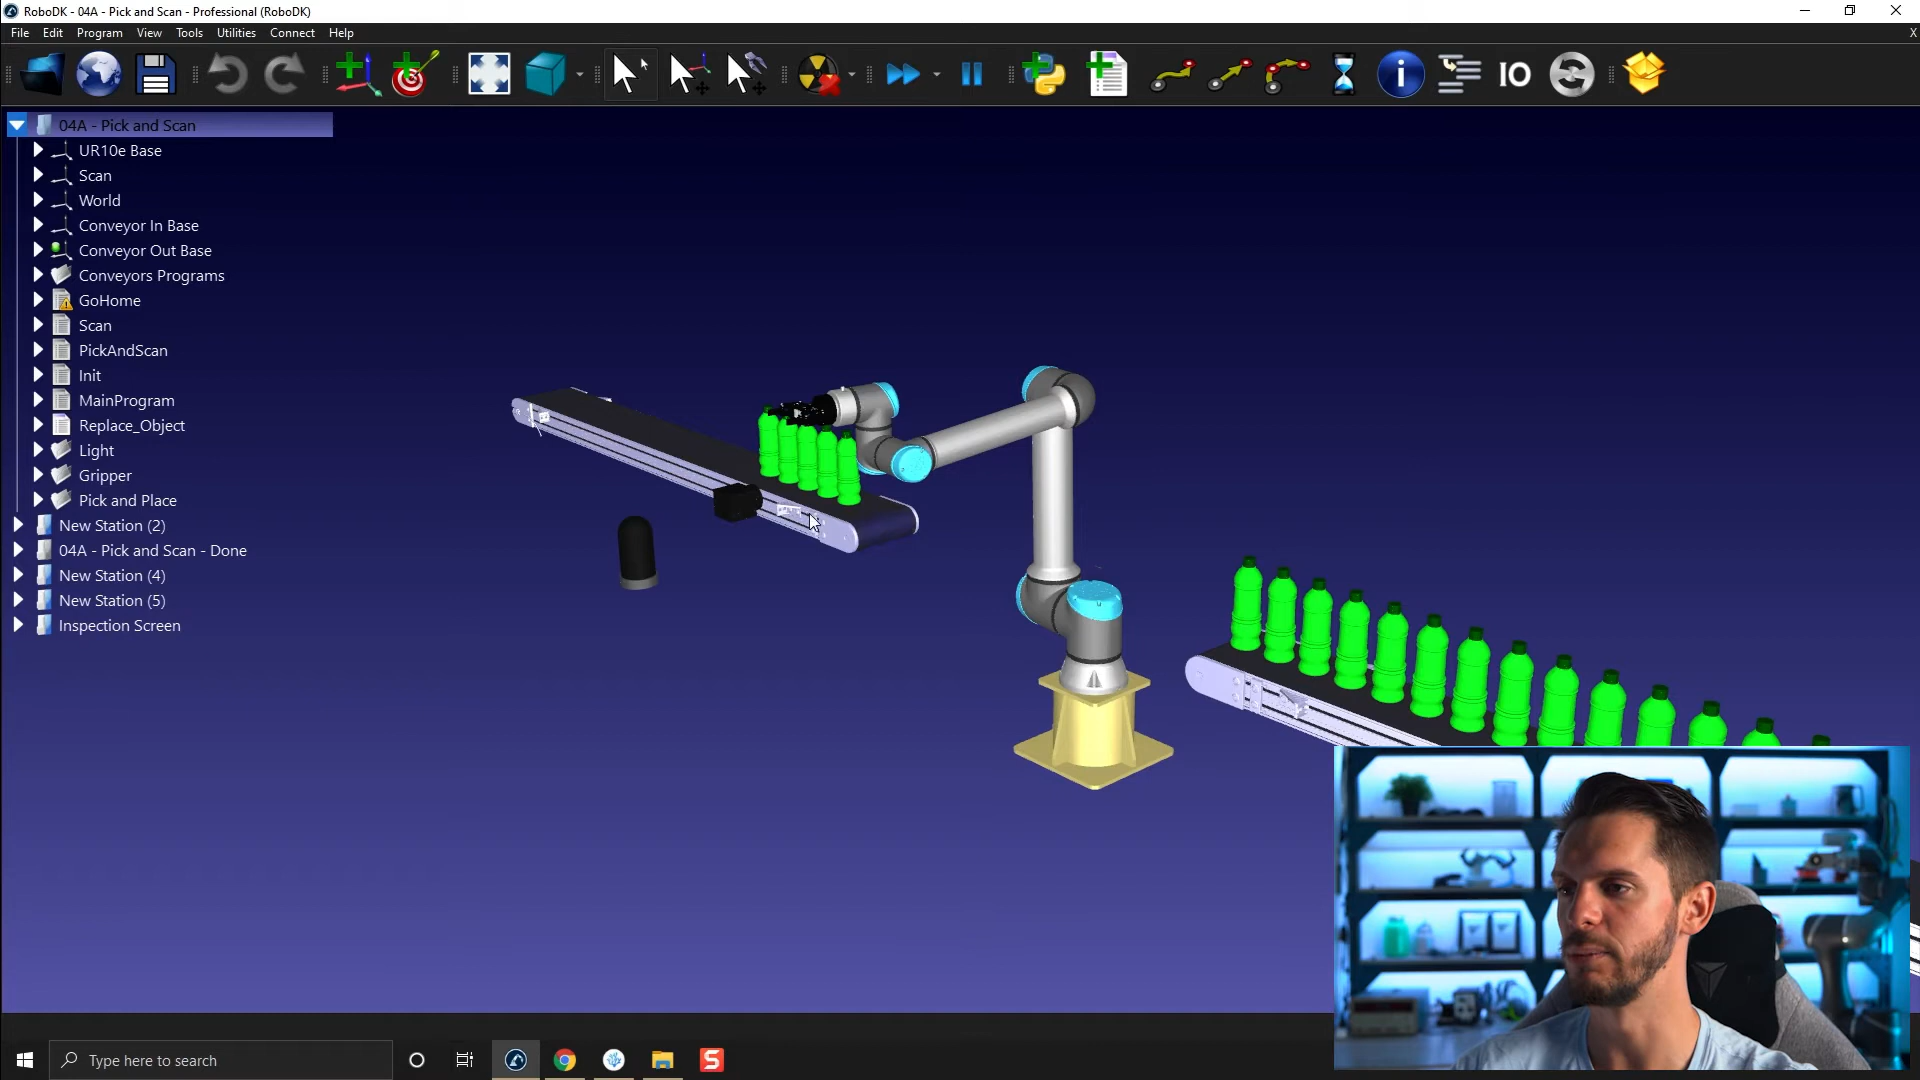 RoboDK - 04A - Pick and Scan - Professional (RoboDK)
File Edit Program View Tools Utilities Connect Help
X
IO
04A - Pick and Scan
UR10e Base
Scan
World
Conveyor In Base
Conveyor Out Base
Conveyors Programs
GoHome
Scan
PickAndScan
Init
MainProgram
Replace_Object
Light
Gripper
Pick and Place
New Station (2)
04A - Pick and Scan - Done
New Station (4)
New Station (5)
Inspection Screen
Type here to search
S